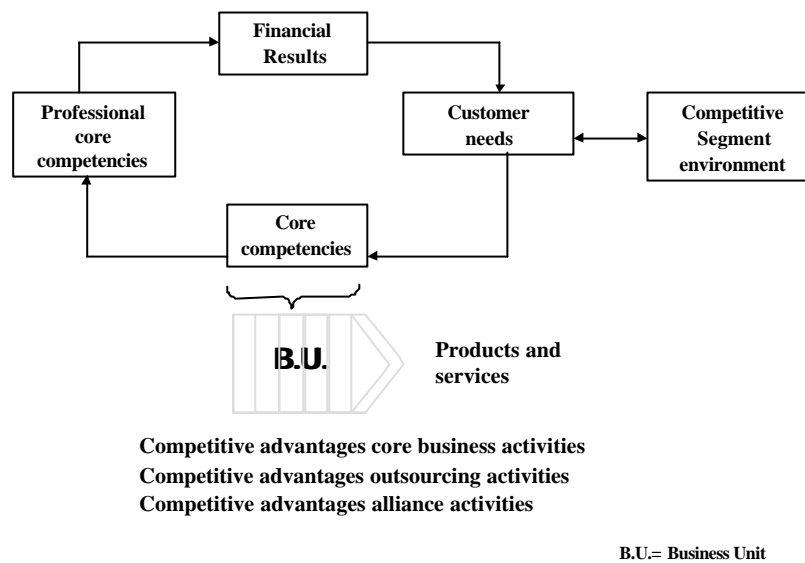 Financial
Results
Professional
core
competencies
Customer
needs
Competitive
Segment
environment
Core
competencies
B.U.
Products and
services
Competitive advantages core business activities
Competitive advantages outsourcing activities
Competitive advantages alliance activities
B.U.= Business Unit